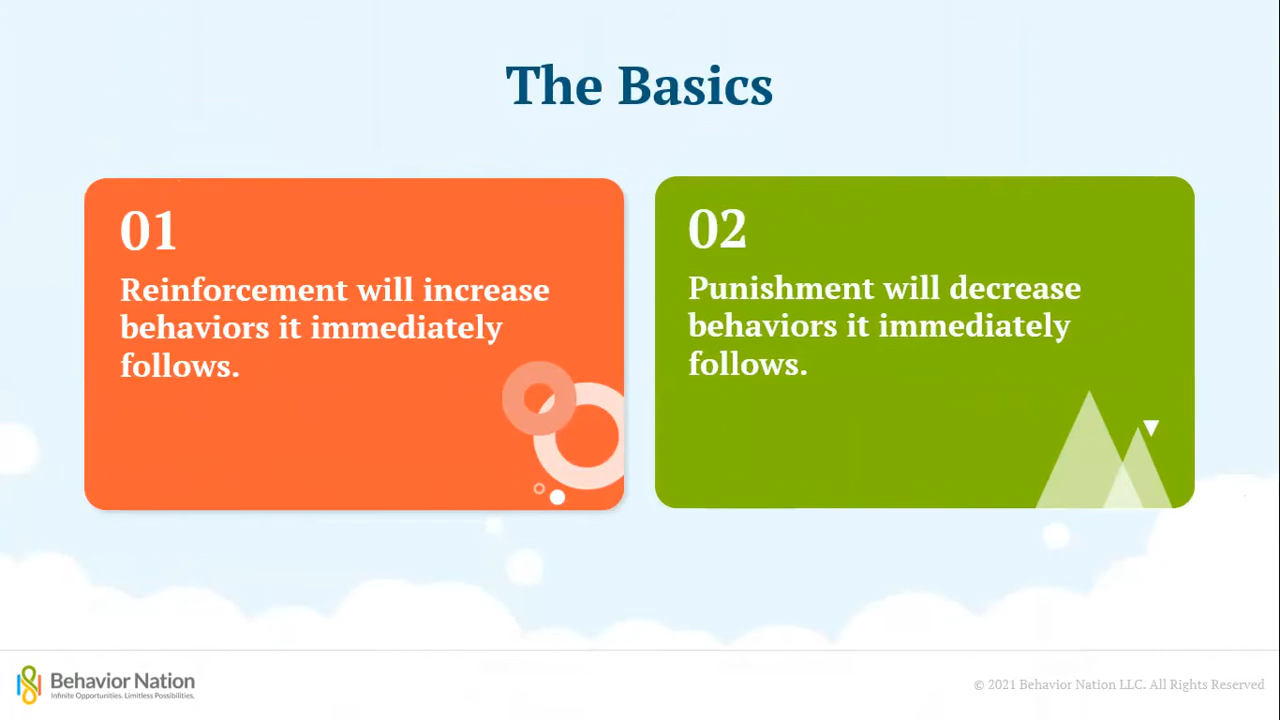 The Basics
01
Reinforcement will increase
behaviors it immediately
follows.
02
Punishment will decrease
behaviors it immediately
follows.
Behavior Nation
Infinite Opportunities. Limitless Possibilities.
© 2021 Behavior Nation LLC. All Rights Reserved